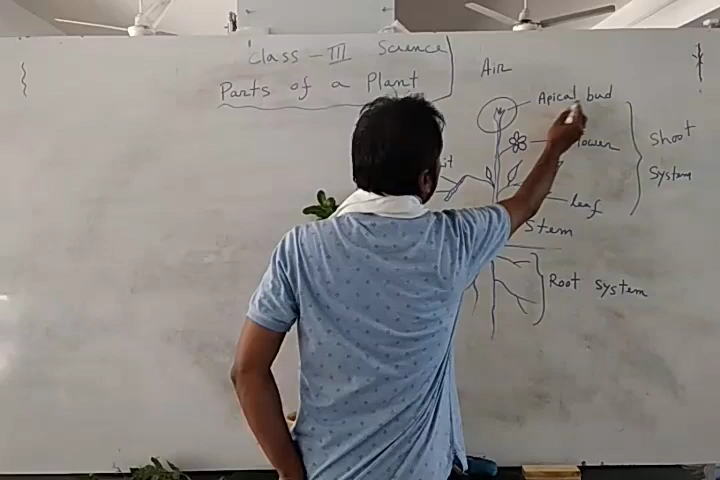 Class - III Science
Parts of a Plant
Air
Apical bud
Shoot
System
leaf
Stem
Root system